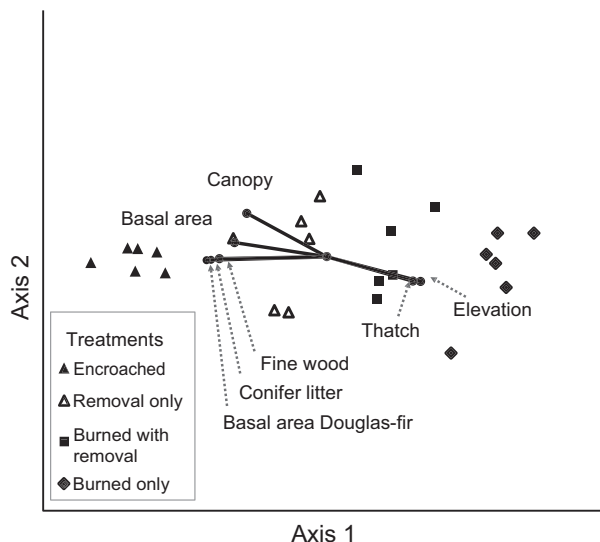 Canopy
Basal area
Axis 2
Elevation
Thatch
Fine wood
Conifer litter
Basal area Douglas-fir
Treatments
Encroached
Removal only
Burned with
removal
Burned only
Axis 1